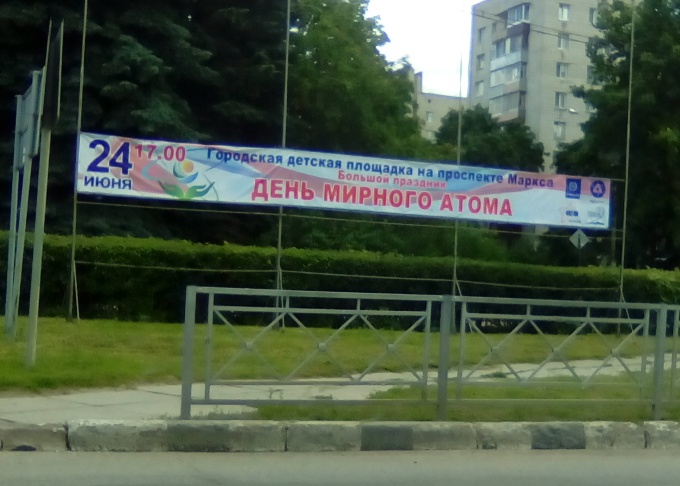 24 ИЮНЯ
17.00
Городская детская площадка на проспекте Маркса
Большой праздник
ДЕНЬ МИРНОГО АТОМА